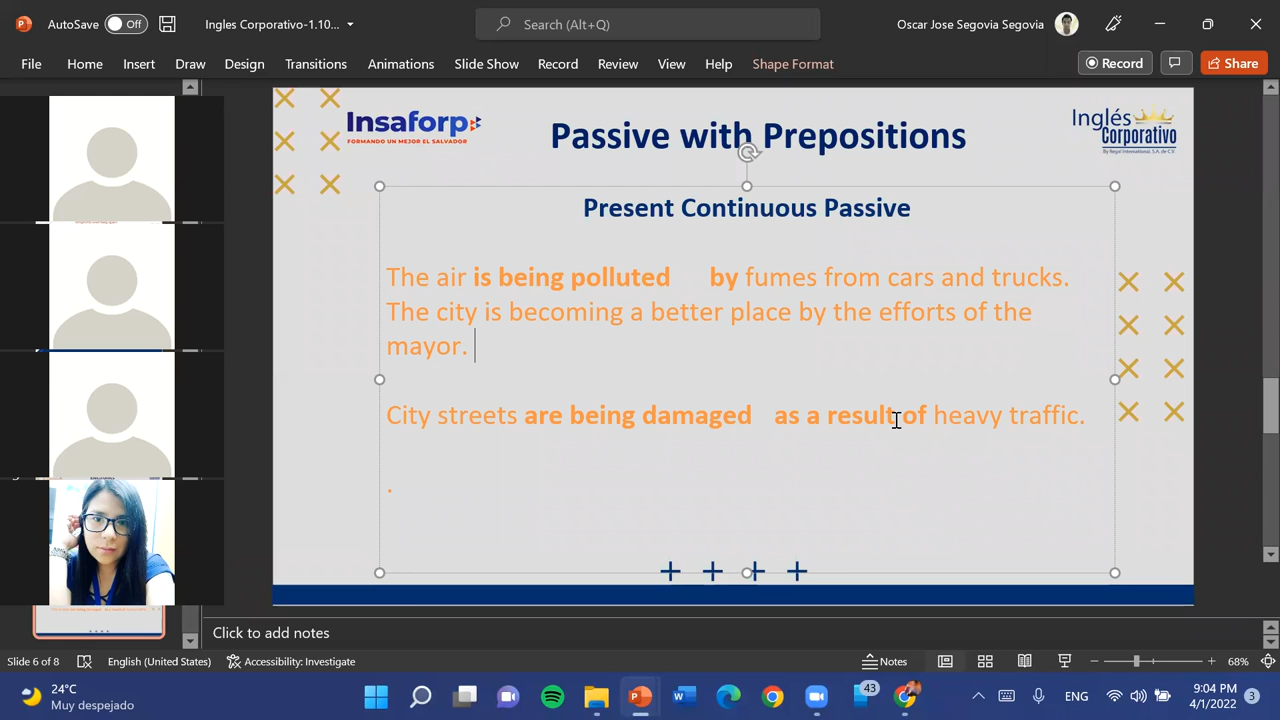 AutoSave Off Ingles Corporativo-1.10... Search (Alt+Q) Oscar Jose Segovia Segovia
File Home Insert Draw Design Transitions Animations Slide Show Record Review View Help Shape Format Record Share
Insaforp
FORMANDO UN MEJOR EL SALVADOR
Passive with Prepositions
Inglés
Corporativo
Present Continuous Passive
The air is being polluted by fumes from cars and trucks.
The city is becoming a better place by the efforts of the
mayor.
City streets are being damaged as a result of heavy traffic.
.
Click to add notes
Slide 6 of 8 English (United States) Accessibility: Investigate Notes 68%
24°C
Muy despejado
43
ENG
9:04 PM
4/1/2022
3